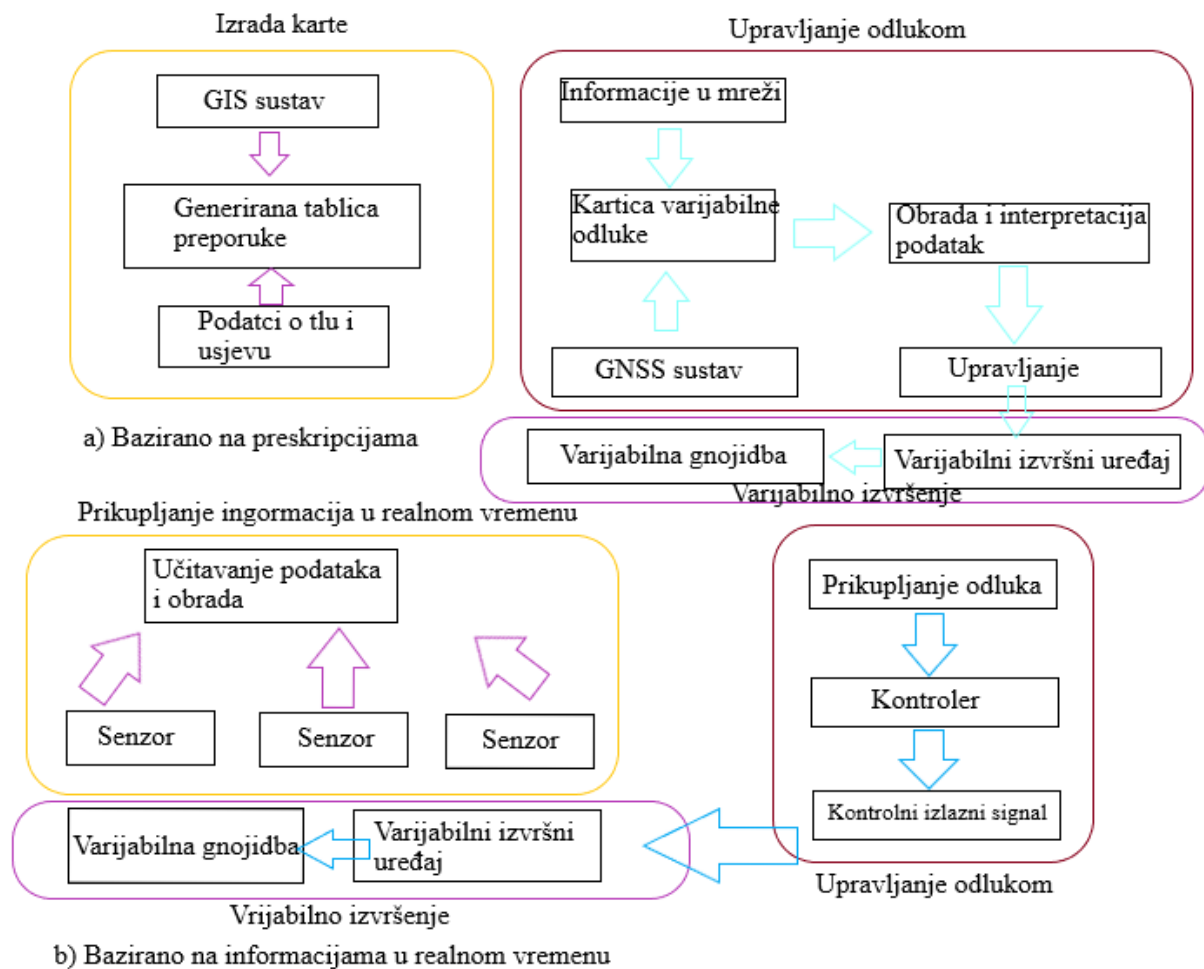 Izrada karte
GIS sustav
Generirana tablica
preporuke
Podatci o tlu i
usjevu
a) Bazirano na preskripcijama
Upravljanje odlukom
Informacije u mreži
Kartica varijabilne
odluke
Obrada i interpretacija
podatak
GNSS sustav
Upravljanje
Varijabilna gnojidba
Varijabilni izvršni uređaj
Varijabilno izvršenje
Prikupljanje ingormacija u realnom vremenu
Učitavanje podataka
i obrada
Senzor
Senzor
Senzor
Prikupljanje odluka
Kontroler
Kontrolni izlazni signal
Upravljanje odlukom
Varijabilna gnojidba
Varijabilni izvršni
uređaj
Vrijabilno izvršenje
b) Bazirano na informacijama u realnom vremenu